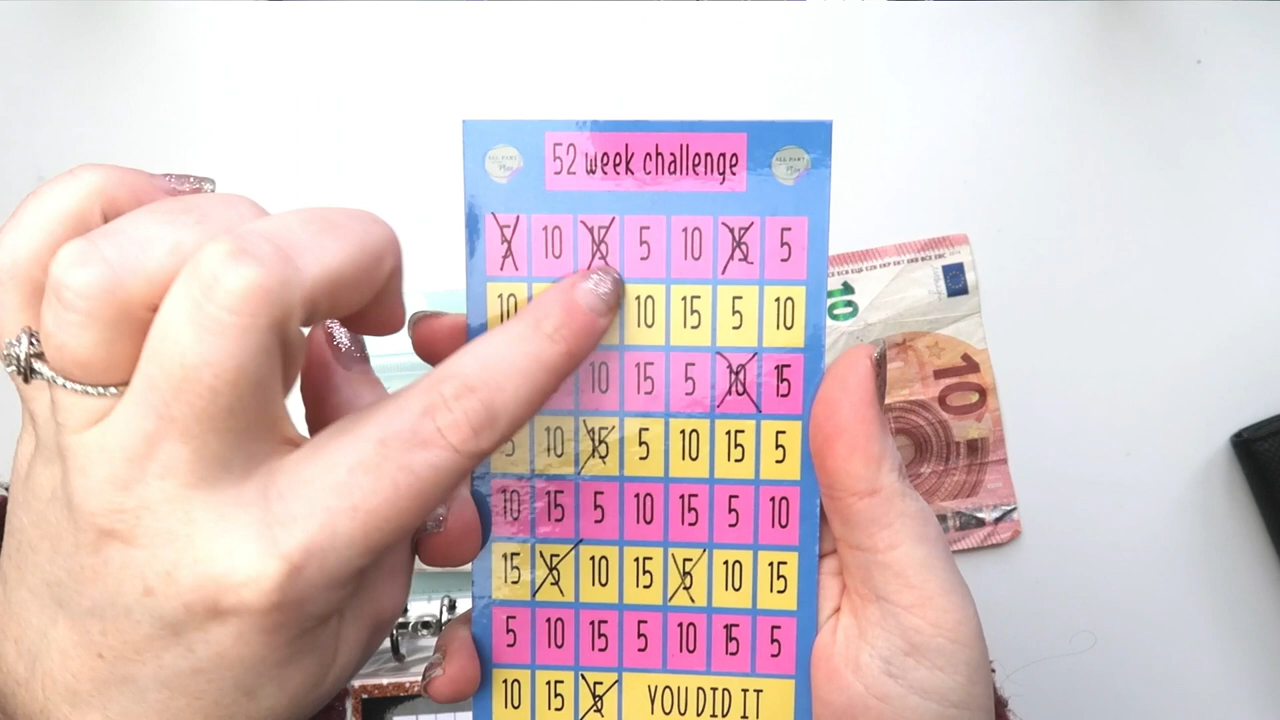 52 week challenge
5 10 15 5 10 15 5
10 10 15 5 10
10 15 5 10 15
5 10 15 5 10 15 5
10 15 5 10 15 5 10
15 5 10 15 5 10 15
5 10 15 5 10 15 5
10 15 5 YOU DID IT
10
10